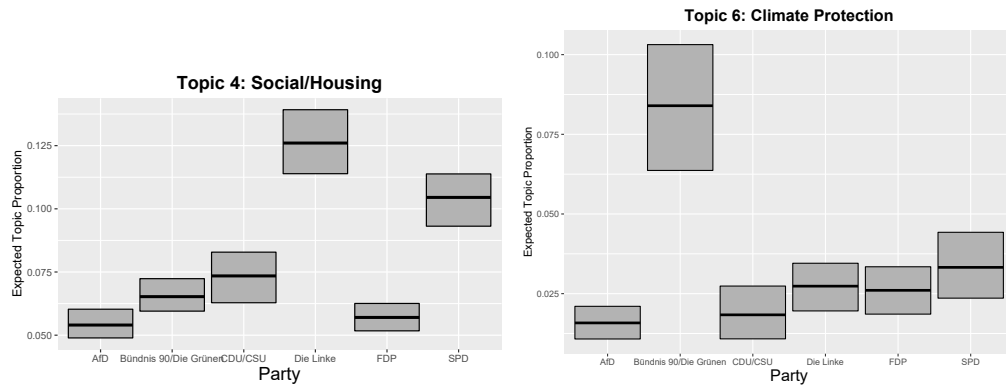 Topic 4: Social/Housing
Expected Topic Proportion
0.125
0.100
0.075
0.050
AfD Bündnis 90/Die Grünen CDU/CSU Die Linke FDP SPD
Party
Topic 6: Climate Protection
Expected Topic Proportion
0.100
0.075
0.050
0.025
AfD Bündnis 90/Die Grünen CDU/CSU Die Linke FDP SPD
Party